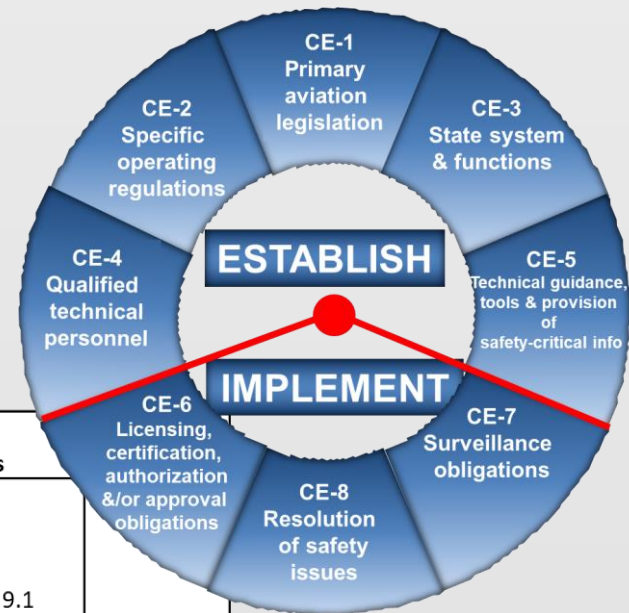 CE-1
Primary
aviation
legislation
CE-2
Specific
operating
regulations
CE-3
State system
& functions
CE-4
Qualified
technical
personnel
ESTABLISH
CE-5
Technical guidance,
tools & provision
of
safety-critical info
IMPLEMENT
CE-6
Licensing,
certification,
authorization
&/or approval
obligations
CE-7
Surveillance
obligations
CE-8
Resolution
of safety
issues
s
9.1